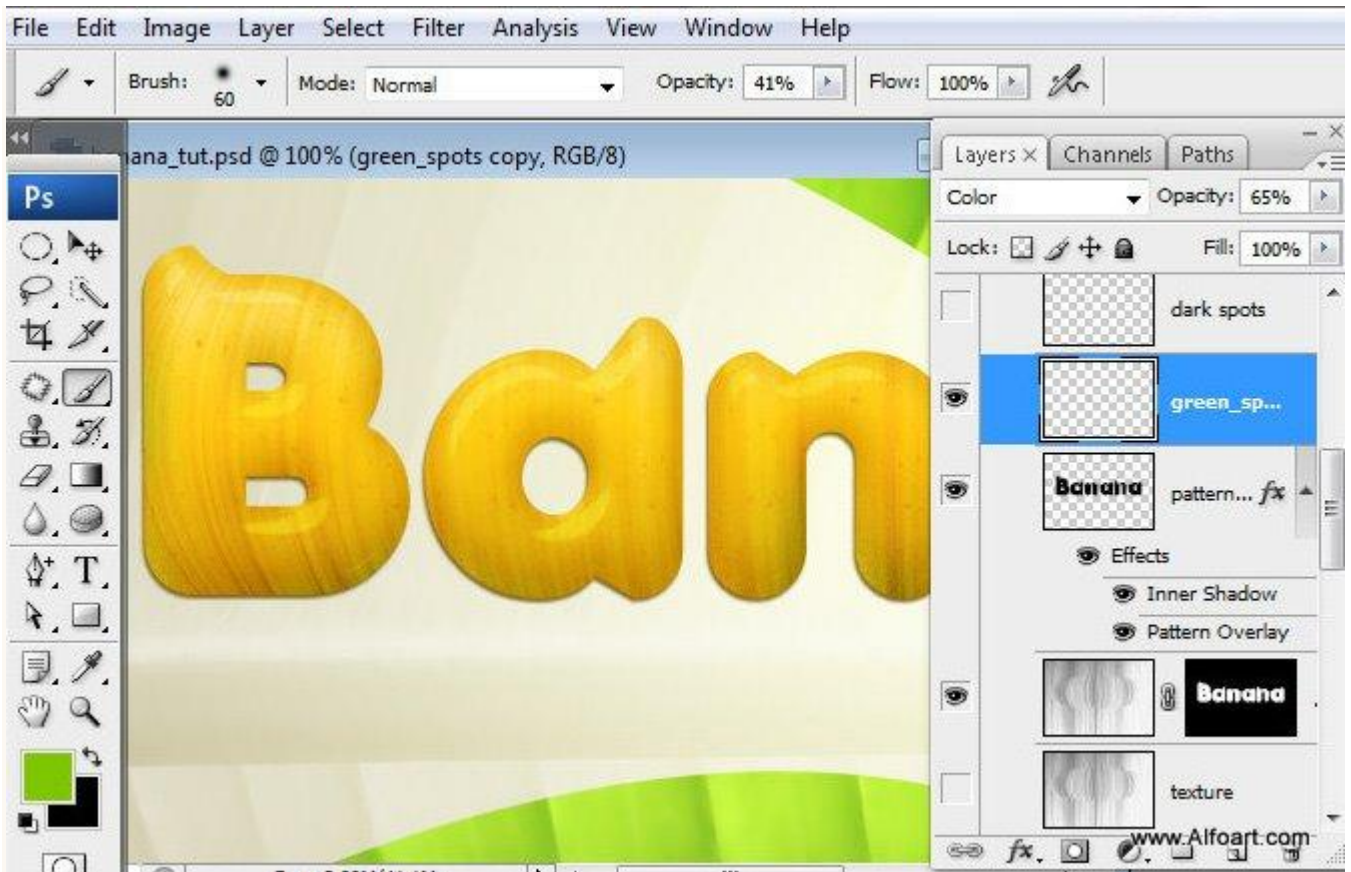 File Edit Image Layer Select Filter Analysis View Window Help
Brush: 60 Mode: Normal Opacity: 41% Flow: 100%
ana_tut.psd @ 100% (green_spots copy, RGB/8)
Layers × Channels Paths
Ps
Color Opacity: 65%
Lock: Fill: 100%
dark spots
green_sp...
Banana pattern... fx
Effects
Inner Shadow
Pattern Overlay
Banana
texture
Ban
T
fx.
www.Alfoart.com